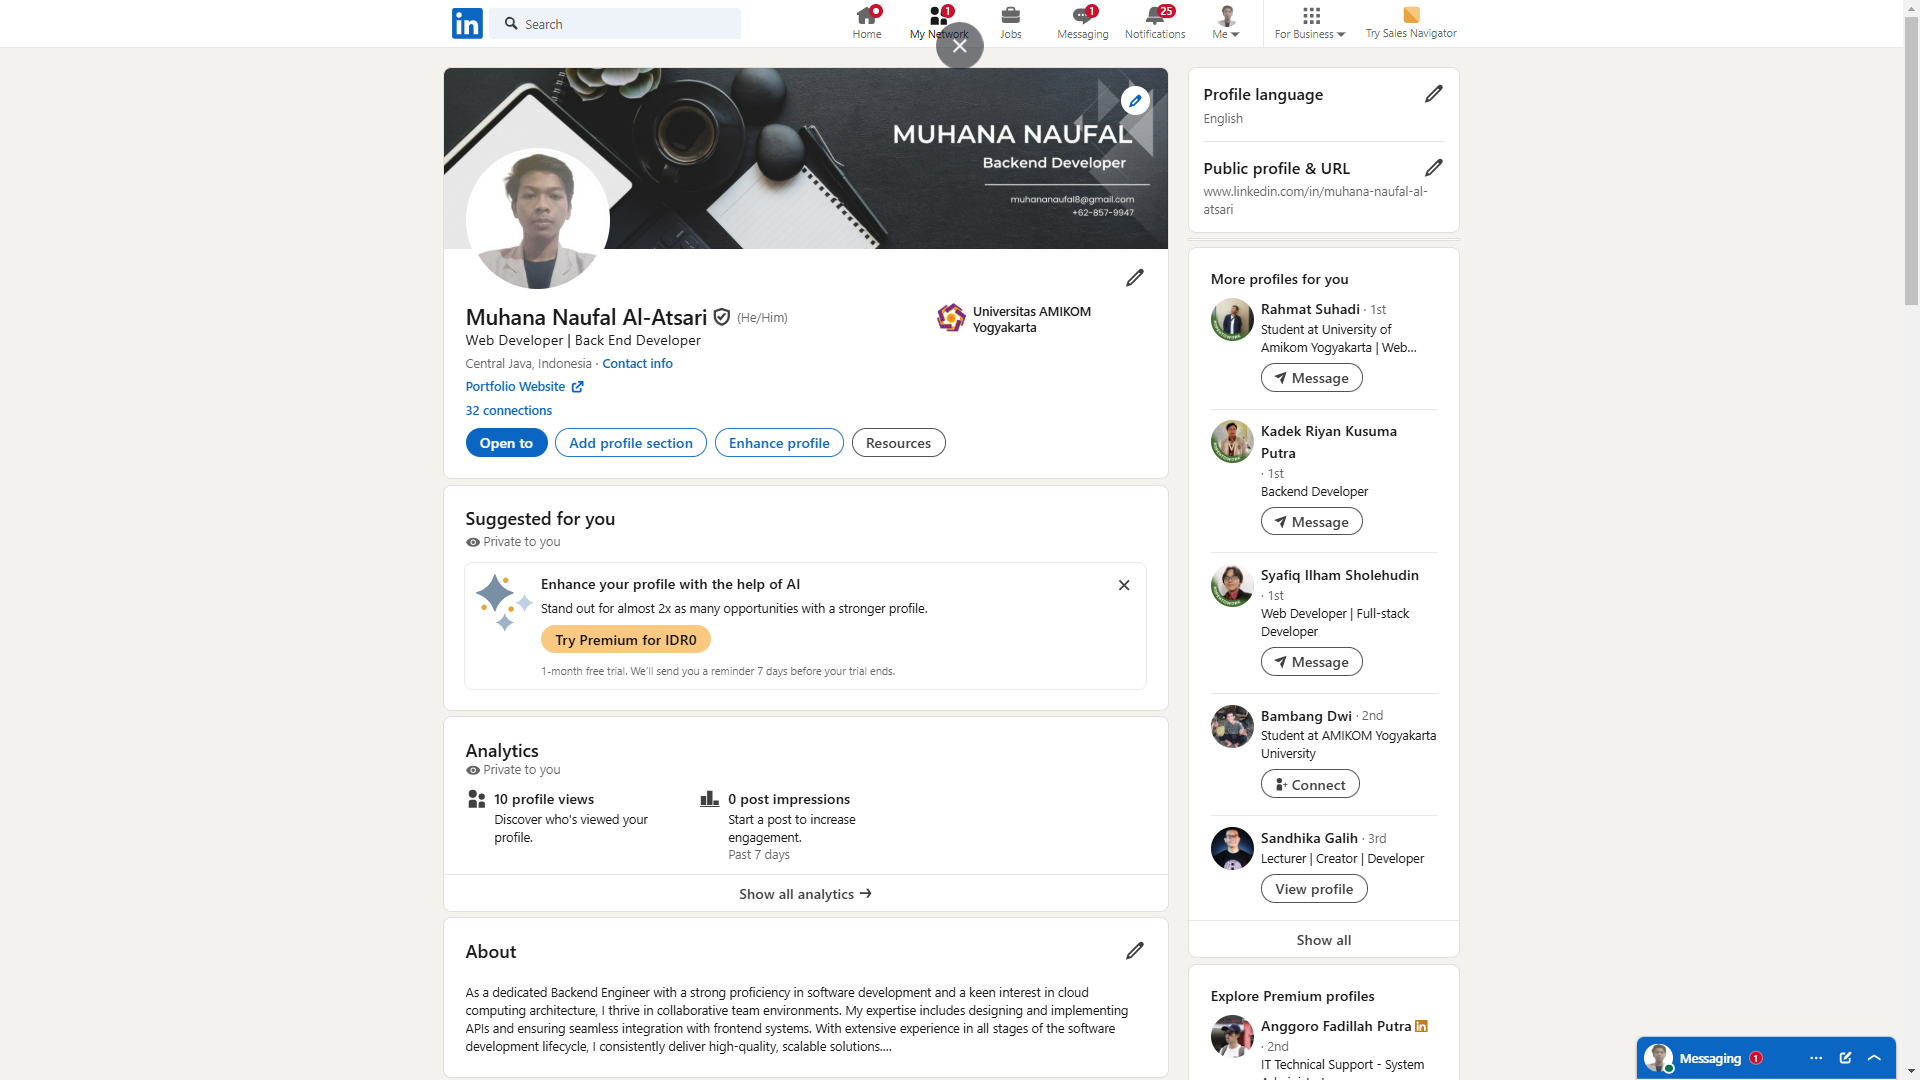 in
Search
Home
My Network
1
Jobs
Messaging
1
Notifications
25
Me
For Business
Try Sales Navigator
MUHANA NAUFAL
Backend Developer
muhananaufal8@gmail.com
+62-857-9947
Muhana Naufal Al-Atsari (He/Him)
Web Developer | Back End Developer
Central Java, Indonesia · Contact info
Portfolio Website
32 connections
Universitas AMIKOM
Yogyakarta
Open to
Add profile section
Enhance profile
Resources
Suggested for you
Private to you
Enhance your profile with the help of AI
Stand out for almost 2x as many opportunities with a stronger profile.
Try Premium for IDR0
1-month free trial. We'll send you a reminder 7 days before your trial ends.
Analytics
Private to you
10 profile views
Discover who's viewed your
profile.
0 post impressions
Start a post to increase
engagement.
Past 7 days
Show all analytics
About
As a dedicated Backend Engineer with a strong proficiency in software development and a keen interest in cloud
computing architecture, I thrive in collaborative team environments. My expertise includes designing and implementing
APIs and ensuring seamless integration with frontend systems. With extensive experience in all stages of the software
development lifecycle, I consistently deliver high-quality, scalable solutions....
Profile language
English
Public profile & URL
www.linkedin.com/in/muhana-naufal-al-
atsari
More profiles for you
Rahmat Suhadi · 1st
Student at University of
Amikom Yogyakarta | Web...
Message
Kadek Riyan Kusuma
Putra
· 1st
Backend Developer
Message
Syafiq Ilham Sholehudin
· 1st
Web Developer | Full-stack
Developer
Message
Bambang Dwi · 2nd
Student at AMIKOM Yogyakarta
University
Connect
Sandhika Galih · 3rd
Lecturer | Creator | Developer
View profile
Show all
Explore Premium profiles
Anggoro Fadillah Putra in
· 2nd
IT Technical Support - System
Messaging 1